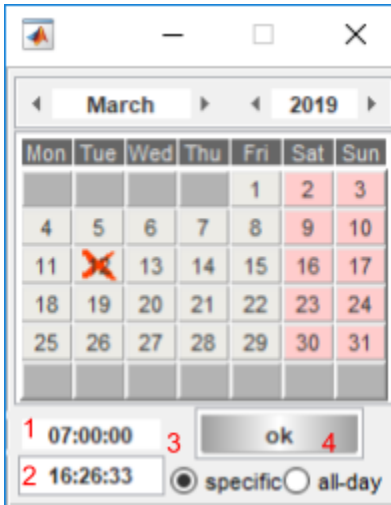 March 2019
Mon Tue Wed Thu Fri Sat Sun
1 2 3
4 5 6 7 8 9 10
11 12 13 14 15 16 17
18 19 20 21 22 23 24
25 26 27 28 29 30 31
1 07:00:00 3 ok 4
2 16:26:33 specific all-day